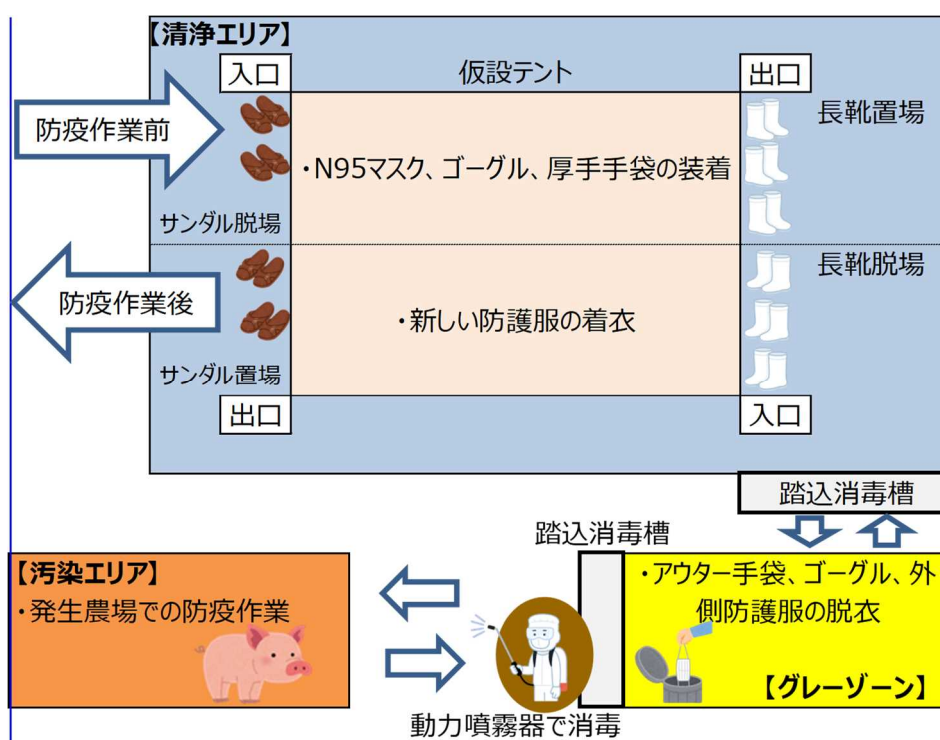 【清浄エリア】
入口
仮設テント
出口
防疫作業前
長靴置場
・N95マスク、ゴーグル、厚手手袋の装着
サンダル脱場
長靴脱場
防疫作業後
・新しい防護服の着衣
サンダル置場
出口
入口
踏込消毒槽
踏込消毒槽
【汚染エリア】
・発生農場での防疫作業
・アウター手袋、ゴーグル、外
側防護服の脱衣
【グレーゾーン】
動力噴霧器で消毒